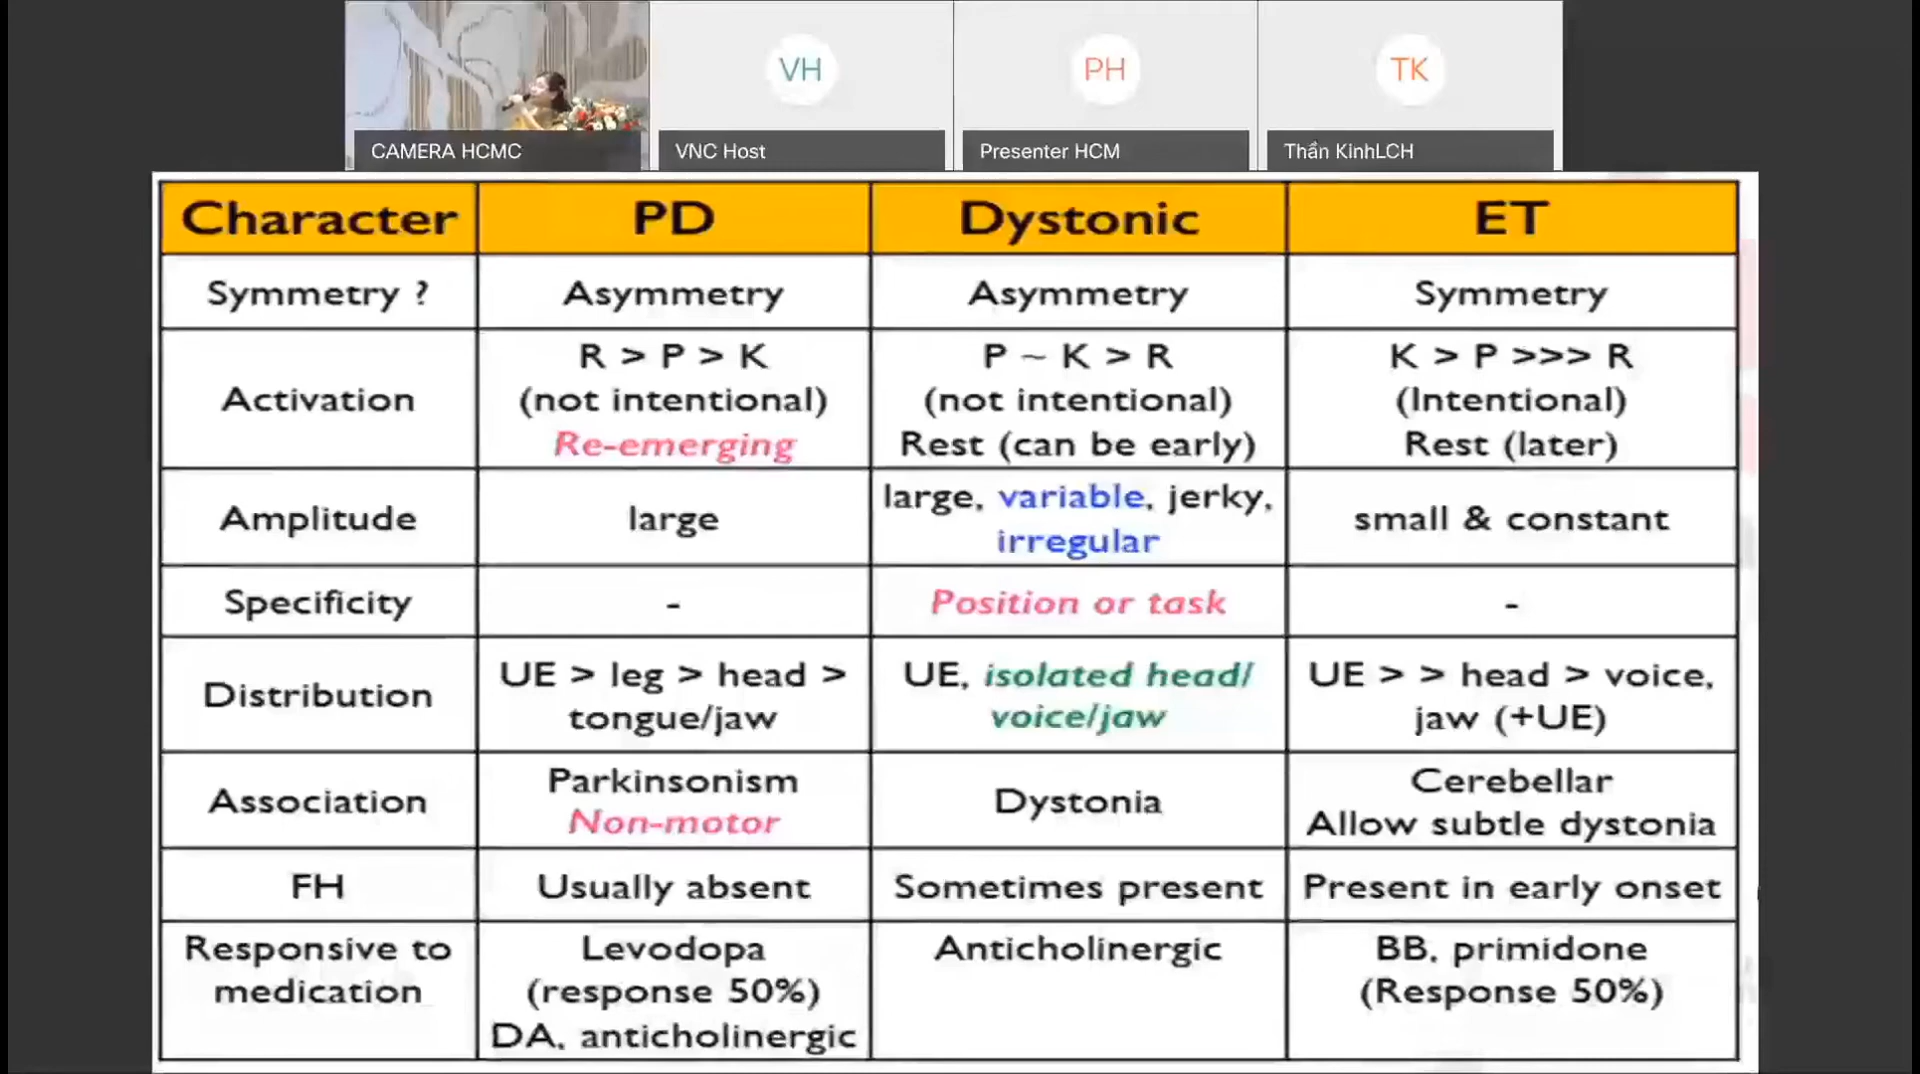 VH
PH
TK
CAMERA HCMC
VNC Host
Presenter HCM
Thần KinhLCH
Character
PD
Dystonic
ET
Symmetry ?
Asymmetry
Asymmetry
Symmetry
Activation
R > P > K
(not intentional)
Re-emerging
P ~ K > R
(not intentional)
Rest (can be early)
K > P >>> R
(Intentional)
Rest (later)
Amplitude
large
large, variable, jerky,
irregular
small & constant
Specificity
-
Position or task
-
Distribution
UE > leg > head >
tongue/jaw
UE, isolated head/
voice/jaw
UE > > head > voice,
jaw (+UE)
Association
Parkinsonism
Non-motor
Dystonia
Cerebellar
Allow subtle dystonia
FH
Usually absent
Sometimes present
Present in early onset
Responsive to
medication
Levodopa
(response 50%)
DA, anticholinergic
Anticholinergic
BB, primidone
(Response 50%)